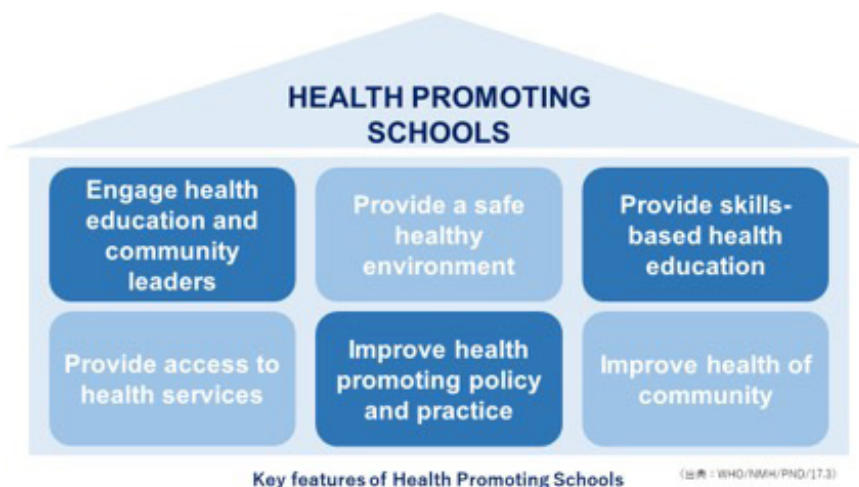 HEALTH PROMOTING
SCHOOLS
Engage health
education and
community
leaders
Provide a safe
healthy
environment
Provide skills-
based health
education
Provide access to
health services
Improve health
promoting policy
and practice
Improve health of
community
Key features of Health Promoting Schools
(出典：WHO/NMH/PND/17.3)